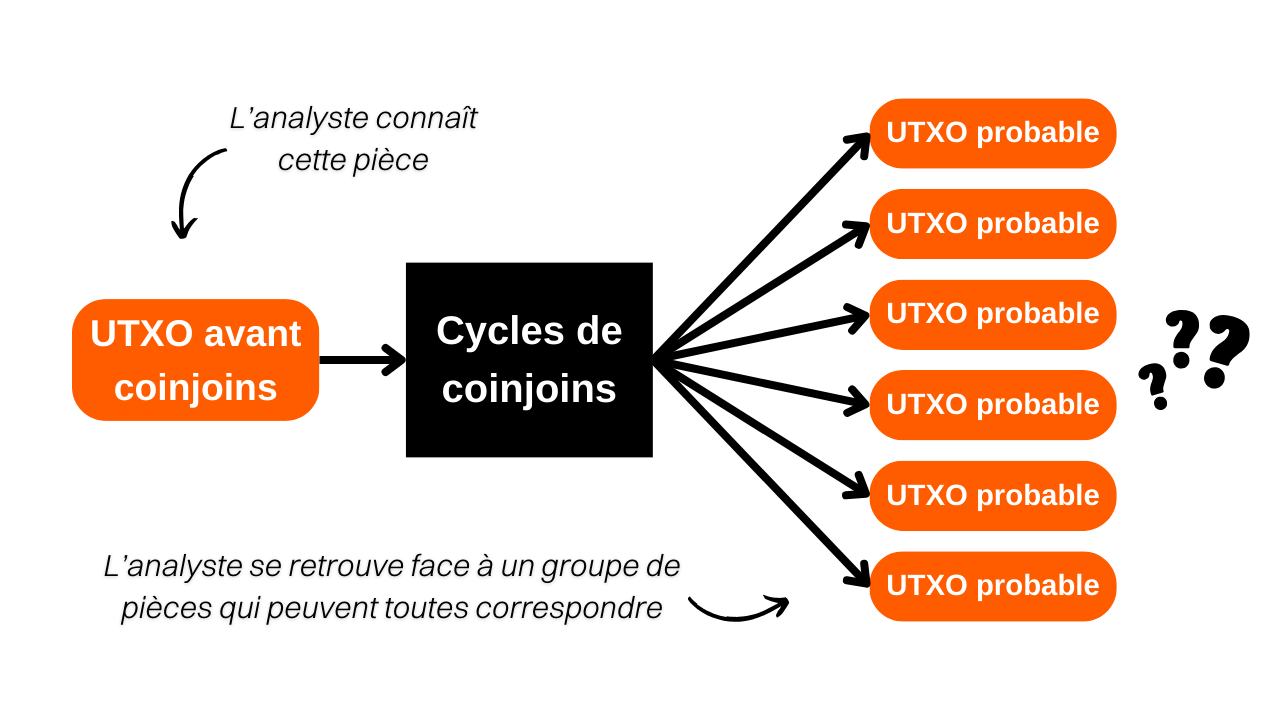 L’analyste connaît
cette pièce
UTXO avant
coinjoins
Cycles de
coinjoins
UTXO probable
UTXO probable
UTXO probable
UTXO probable
UTXO probable
UTXO probable
???
L’analyste se retrouve face à un groupe de
pièces qui peuvent toutes correspondre